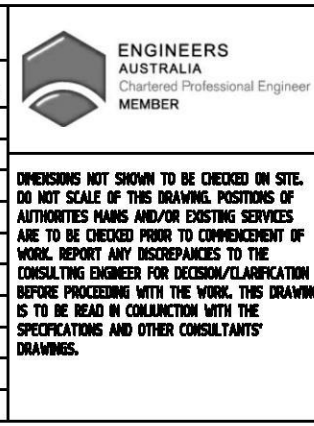 ENGINEERS
AUSTRALIA
Chartered Professional Engineer
MEMBER
DIMENSIONS NOT SHOWN TO BE CHECKED ON SITE.
DO NOT SCALE OF THIS DRAWING. POSITIONS OF
AUTHORITIES MAINS AND/OR EXISTING SERVICES
ARE TO BE CHECKED PRIOR TO COMMENCEMENT OF
WORK. REPORT ANY DISCREPANCIES TO THE
CONSULTING ENGINEER FOR DECISION/CLARIFICATION
BEFORE PROCEEDING WITH THE WORK. THIS DRAWING
IS TO BE READ IN CONJUNCTION WITH THE
SPECIFICATIONS AND OTHER CONSULTANTS'
DRAWINGS.